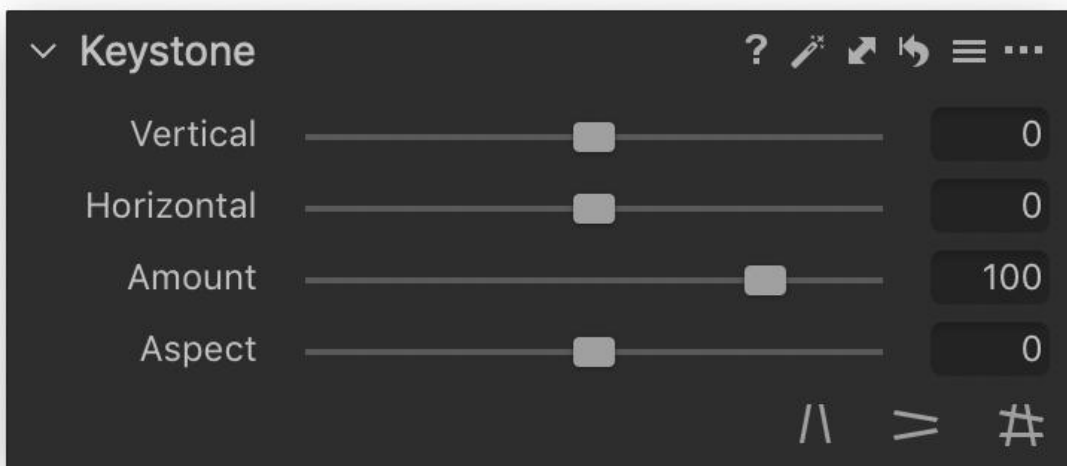 Keystone ?
Vertical 0
Horizontal 0
Amount 100
Aspect 0